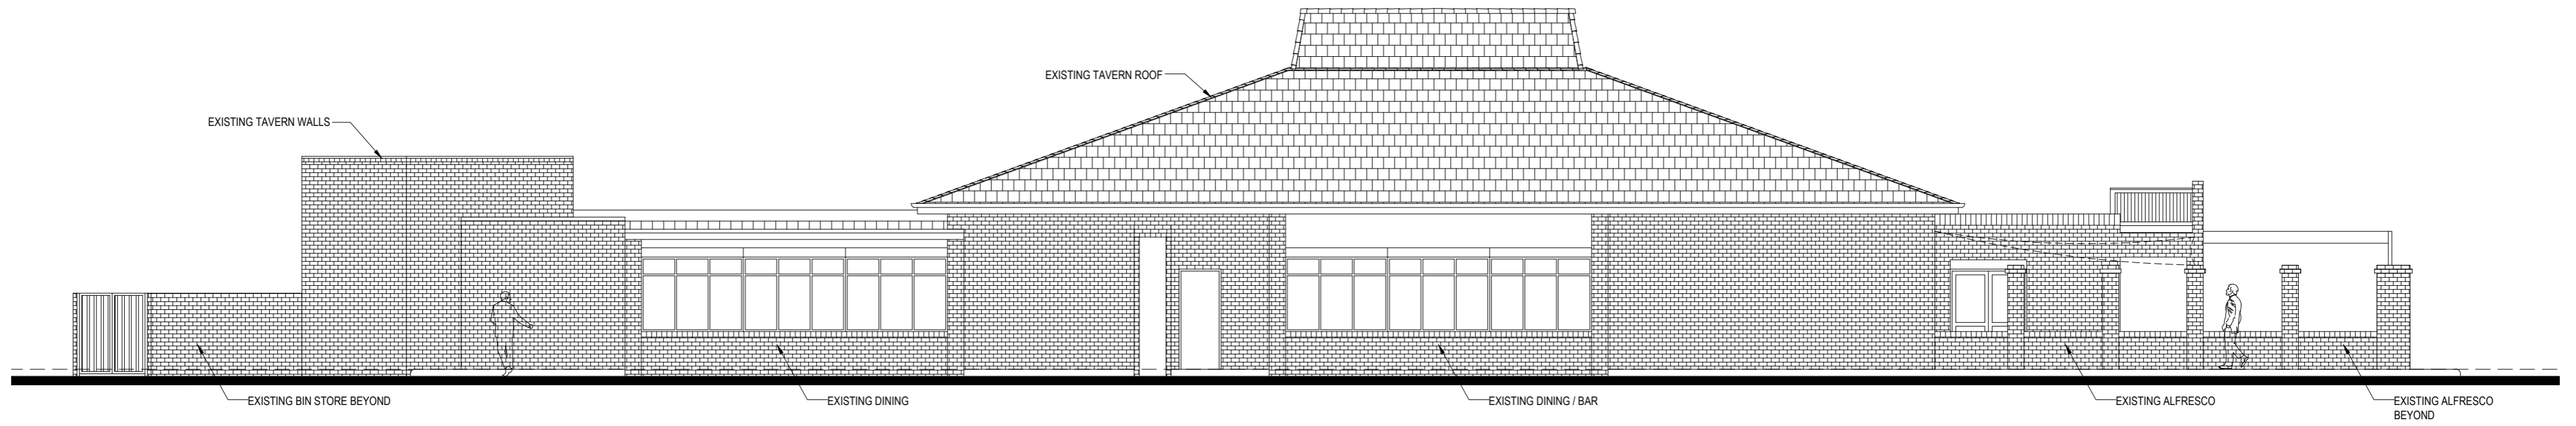 EXISTING TAVERN ROOF
EXISTING TAVERN WALLS
EXISTING BIN STORE BEYOND
EXISTING DINING
EXISTING DINING / BAR
EXISTING ALFRESCO
EXISTING ALFRESCO
BEYOND